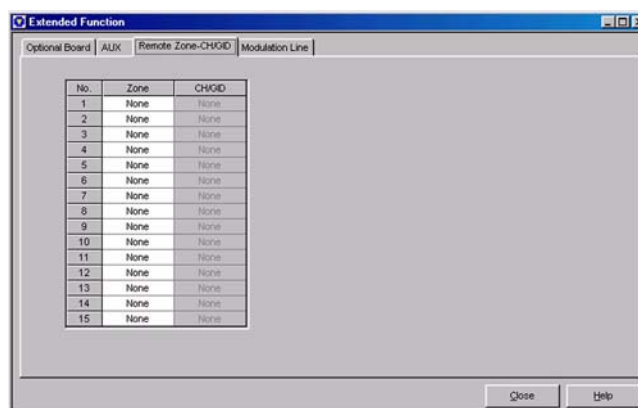 Extended Function
Optional Board AUX Remote Zone-CH/GID Modulation Line
No. Zone CH/GID
1 None None
2 None None
3 None None
4 None None
5 None None
6 None None
7 None None
8 None None
9 None None
10 None None
11 None None
12 None None
13 None None
14 None None
15 None None
Close Help